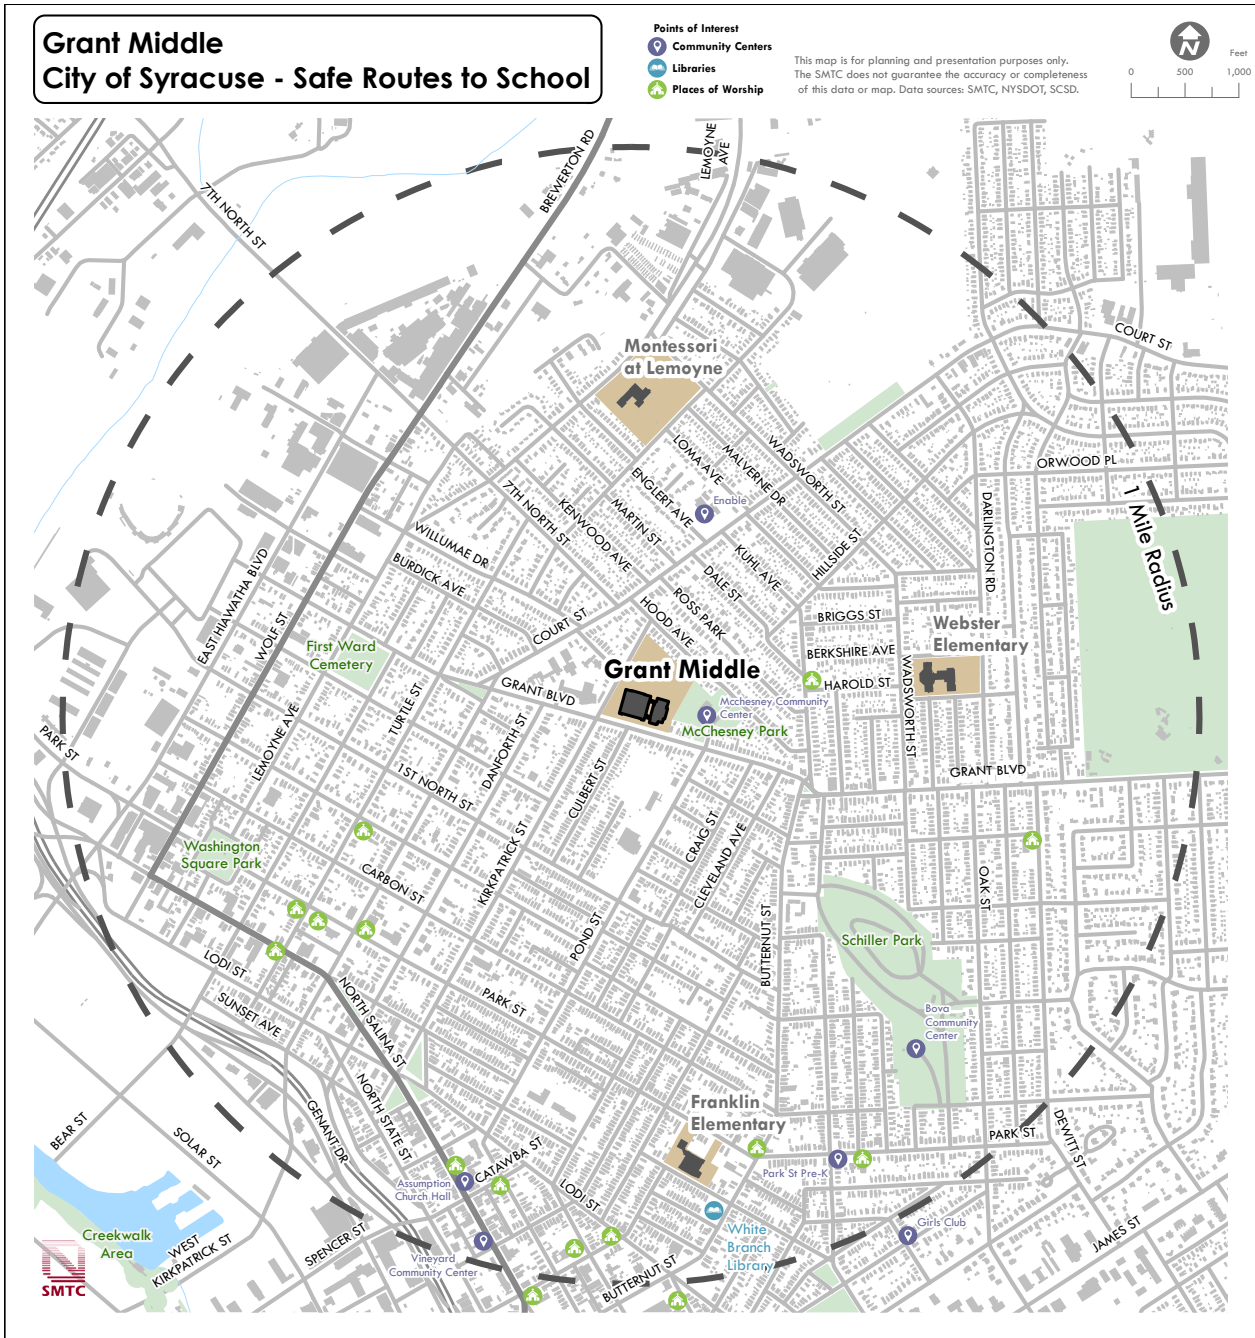 Grant Middle
City of Syracuse - Safe Routes to School
Points of Interest
Community Centers
Libraries
Places of Worship
This map is for planning and presentation purposes only.
The SMTC does not guarantee the accuracy or completeness
of this data or map. Data sources: SMTC, NYSDOT, SCSD.
N
Feet
0 500 1,000
BREWERTON RD
LEMOYNE
AVE
7TH NORTH ST
COURT ST
Montessori
at Lemoyne
LOMA AVE
MALVERNE DR
WADSWORTH ST
ORWOOD PL
ENGLERT AVE
7TH NORTH ST
KENWOOD AVE
MARTIN ST
Enable
DARLINGTON RD
1 Mile Radius
WILLUMAE DR
BURDICK AVE
HILLSIDE ST
KUHL AVE
DALE ST
ROSS PARK
HOOD AVE
EAST HIAWATHA BLVD
WOLF ST
COURT ST
BRIGGS ST
Webster
Elementary
First Ward
Cemetery
BERKSHIRE AVE
Grant Middle
HAROLD ST
WADSWORTH ST
GRANT BLVD
Mcchesney Community
Center
McChesney Park
TURTLE ST
LEMOYNE AVE
DANFORTH ST
PARK ST
1ST NORTH ST
CULBERT ST
GRANT BLVD
Washington
Square Park
CRAIG ST
CLEVELAND AVE
KIRKPATRICK ST
CARBON ST
OAK ST
POND ST
BUTTERNUT ST
Schiller Park
LODI ST
SUNSET AVE
NORTH SALINA ST
PARK ST
Bova
Community
Center
NORTH STATE ST
GENANT DR
Franklin
Elementary
BEAR ST
SOLAR ST
PARK ST
DEWITT ST
CATAWBA ST
Park St Pre-K
Assumption
Church Hall
LODI ST
Girls Club
White
Branch
Library
JAMES ST
Creekwalk
Area
WEST
KIRKPATRICK ST
SPENCER ST
Vineyard
Community Center
BUTTERNUT ST
SMTC